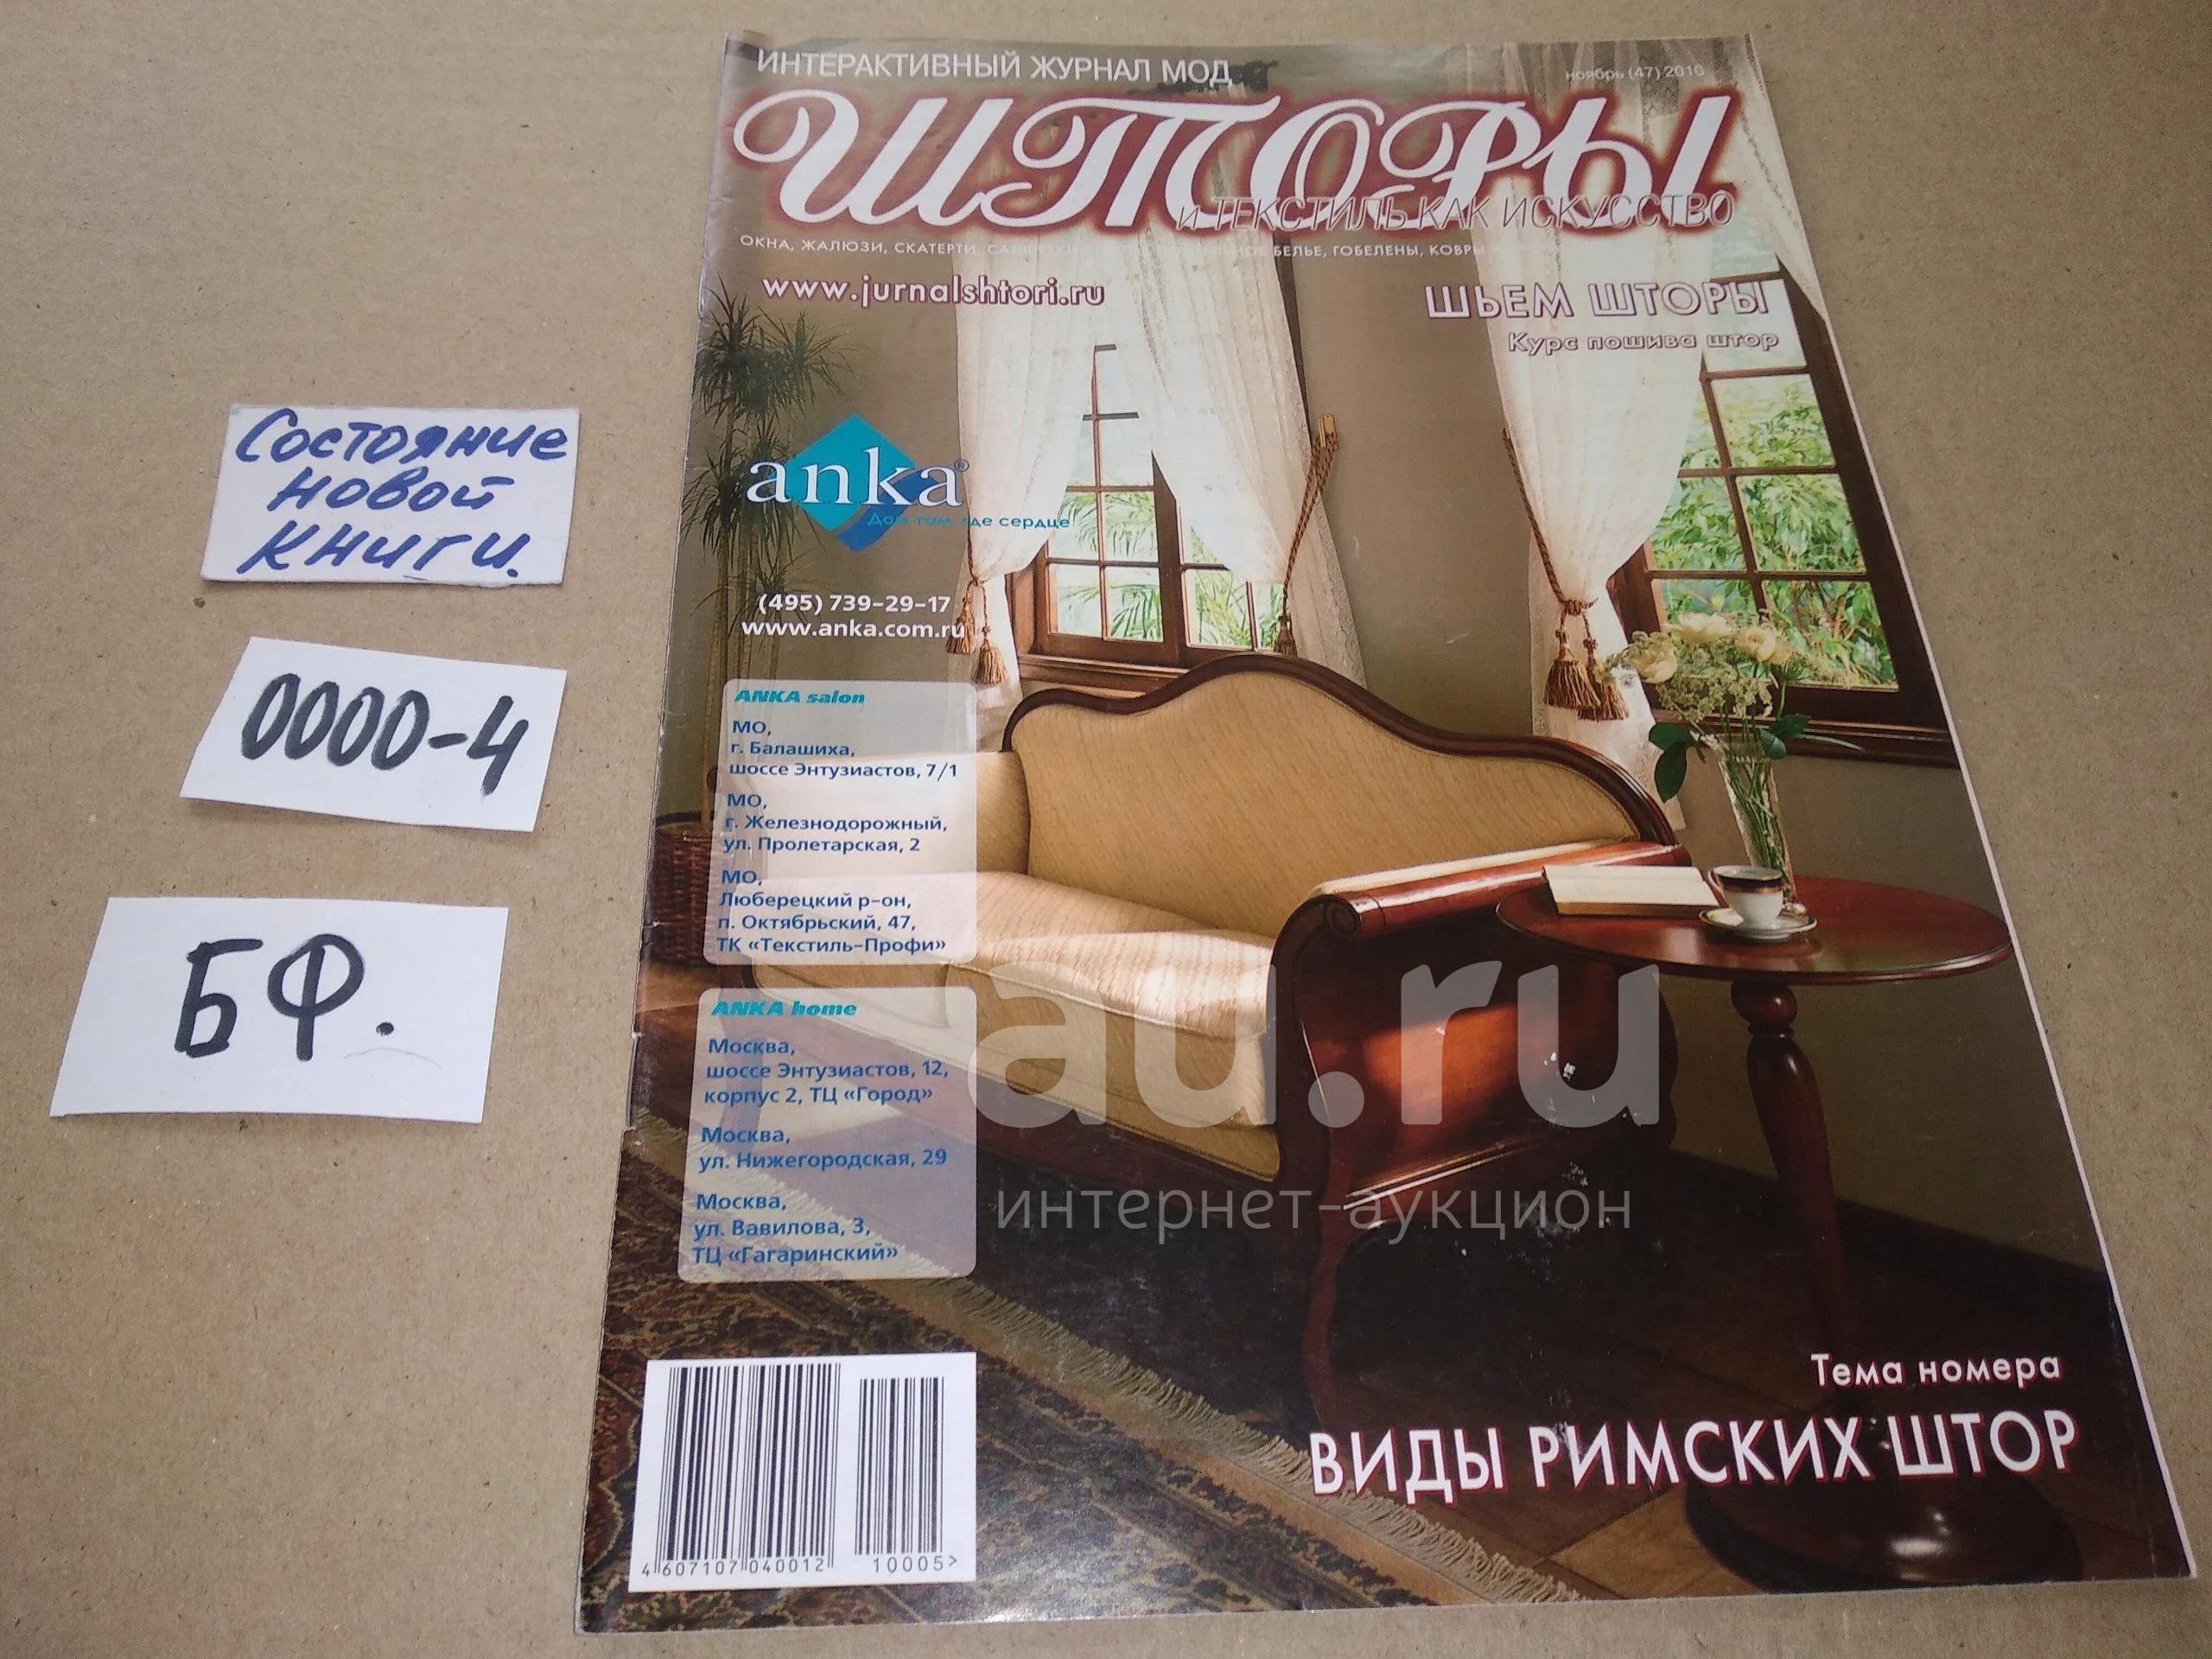 Состояние
новой
книги.
0000-4
БФ.
ИНТЕРАКТИВНЫЙ ЖУРНАЛ МОД
ноябрь (47) 2010
ШТОРЫ
И ТЕКСТИЛЬ КАК ИСКУССТВО
ОКНА, ЖАЛЮЗИ, СКАТЕРТИ, БЕЛЬЕ, ГОБЕЛЕНЫ, КОВРЫ
www.jurnalshtori.ru
ШЬЕМ ШТОРЫ
Курс пошива штор
anka®
Дом там, где сердце
(495) 739-29-17
www.anka.com.ru
ANKA salon
МО,
г. Балашиха,
шоссе Энтузиастов, 7/1
МО,
г. Железнодорожный,
ул. Пролетарская, 2
МО,
Люберецкий р-он,
п. Октябрьский, 47,
ТК «Текстиль-Профи»
ANKA home
Москва,
шоссе Энтузиастов, 12,
корпус 2, ТЦ «Город»
Москва,
ул. Нижегородская, 29
Москва,
ул. Вавилова, 3,
ТЦ «Гагаринский»
au.ru
интернет-аукцион
Тема номера
ВИДЫ РИМСКИХ ШТОР
4 607107 040012
10005>